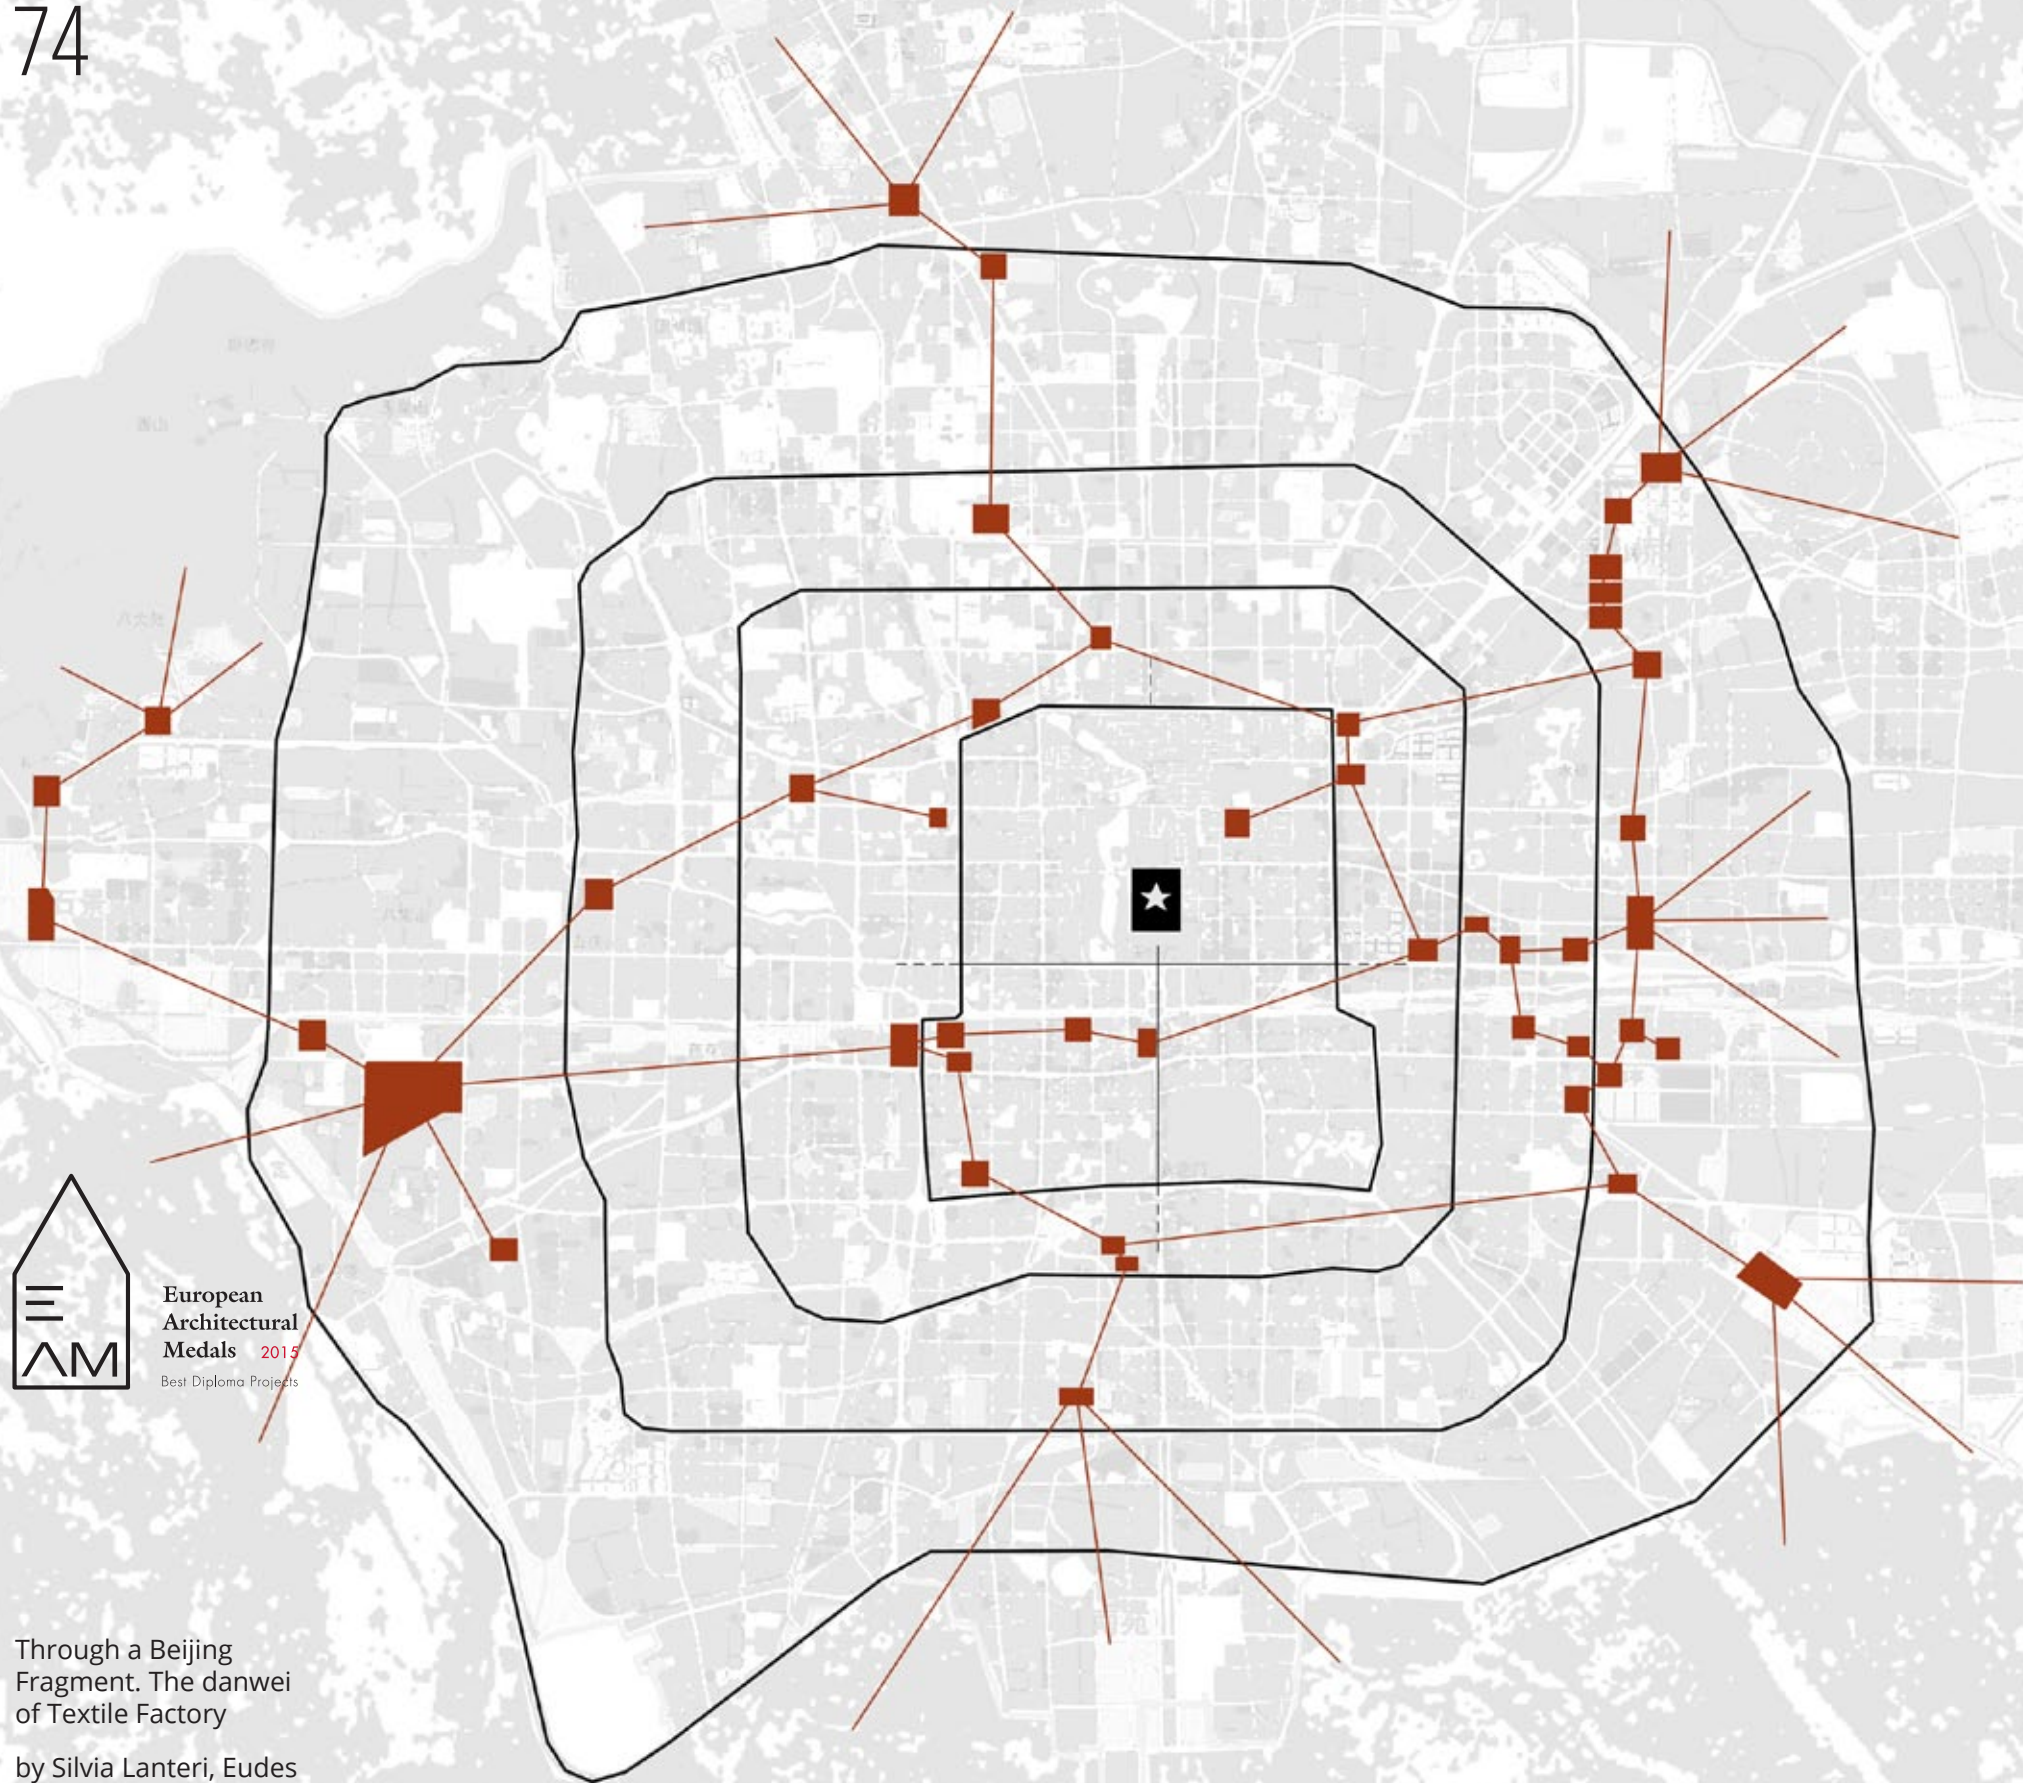 74
E
AM
European
Architectural
Medals 2015
Best Diploma Projects
Through a Beijing
Fragment. The danwei
of Textile Factory
by Silvia Lanteri, Eudes